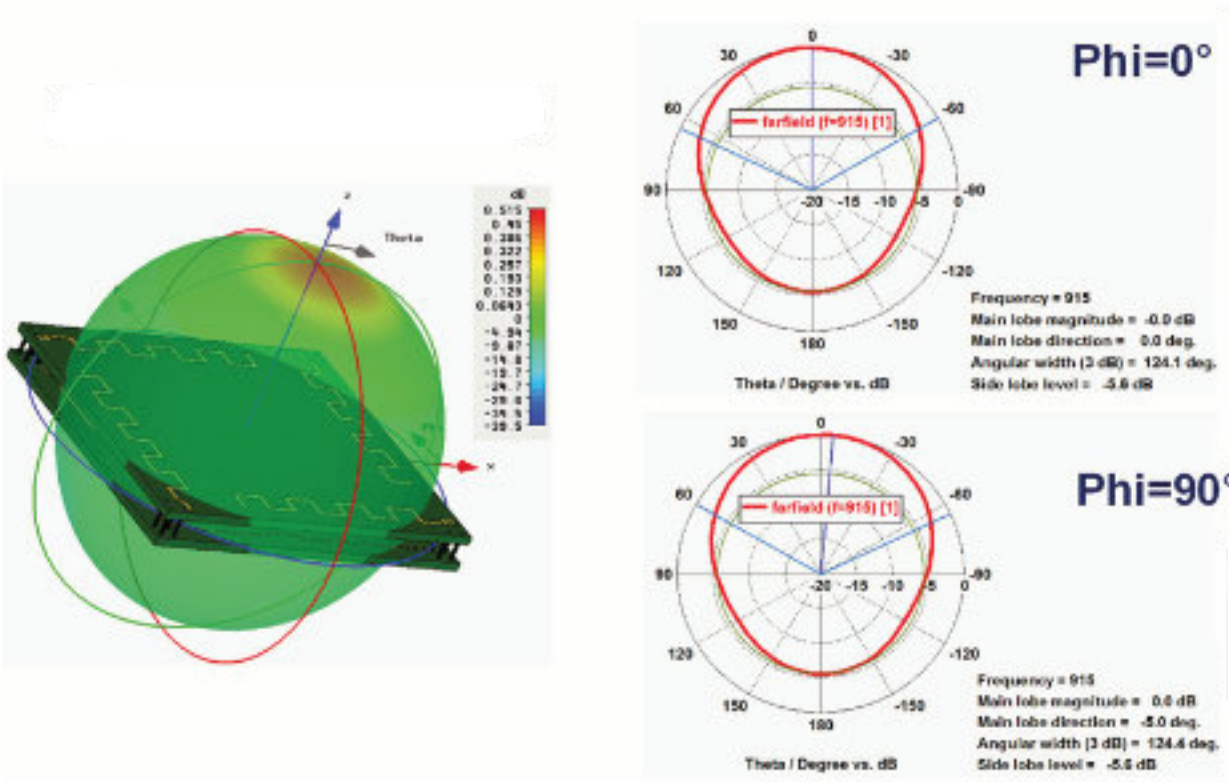 z
Theta
x
dB
0.515
0.45
0.386
0.322
0.257
0.193
0.129
0.0643
0
-4.94
-9.87
-14.8
-19.7
-24.7
-29.6
-34.5
-39.5
Phi=0°
0
30
-30
60
-60
farfield (f=915) [1]
90
-20
-15
-10
-5
0
-90
120
-120
150
-150
180
Frequency = 915
Main lobe magnitude = -0.0 dB
Main lobe direction = 0.0 deg.
Angular width (3 dB) = 124.1 deg.
Side lobe level = -5.6 dB
Theta / Degree vs. dB
Phi=90°
0
30
-30
60
-60
farfield (f=915) [1]
90
-20
-15
-10
-5
0
-90
120
-120
150
-150
180
Frequency = 915
Main lobe magnitude = 0.0 dB
Main lobe direction = -5.0 deg.
Angular width (3 dB) = 124.4 deg.
Side lobe level = -5.6 dB
Theta / Degree vs. dB